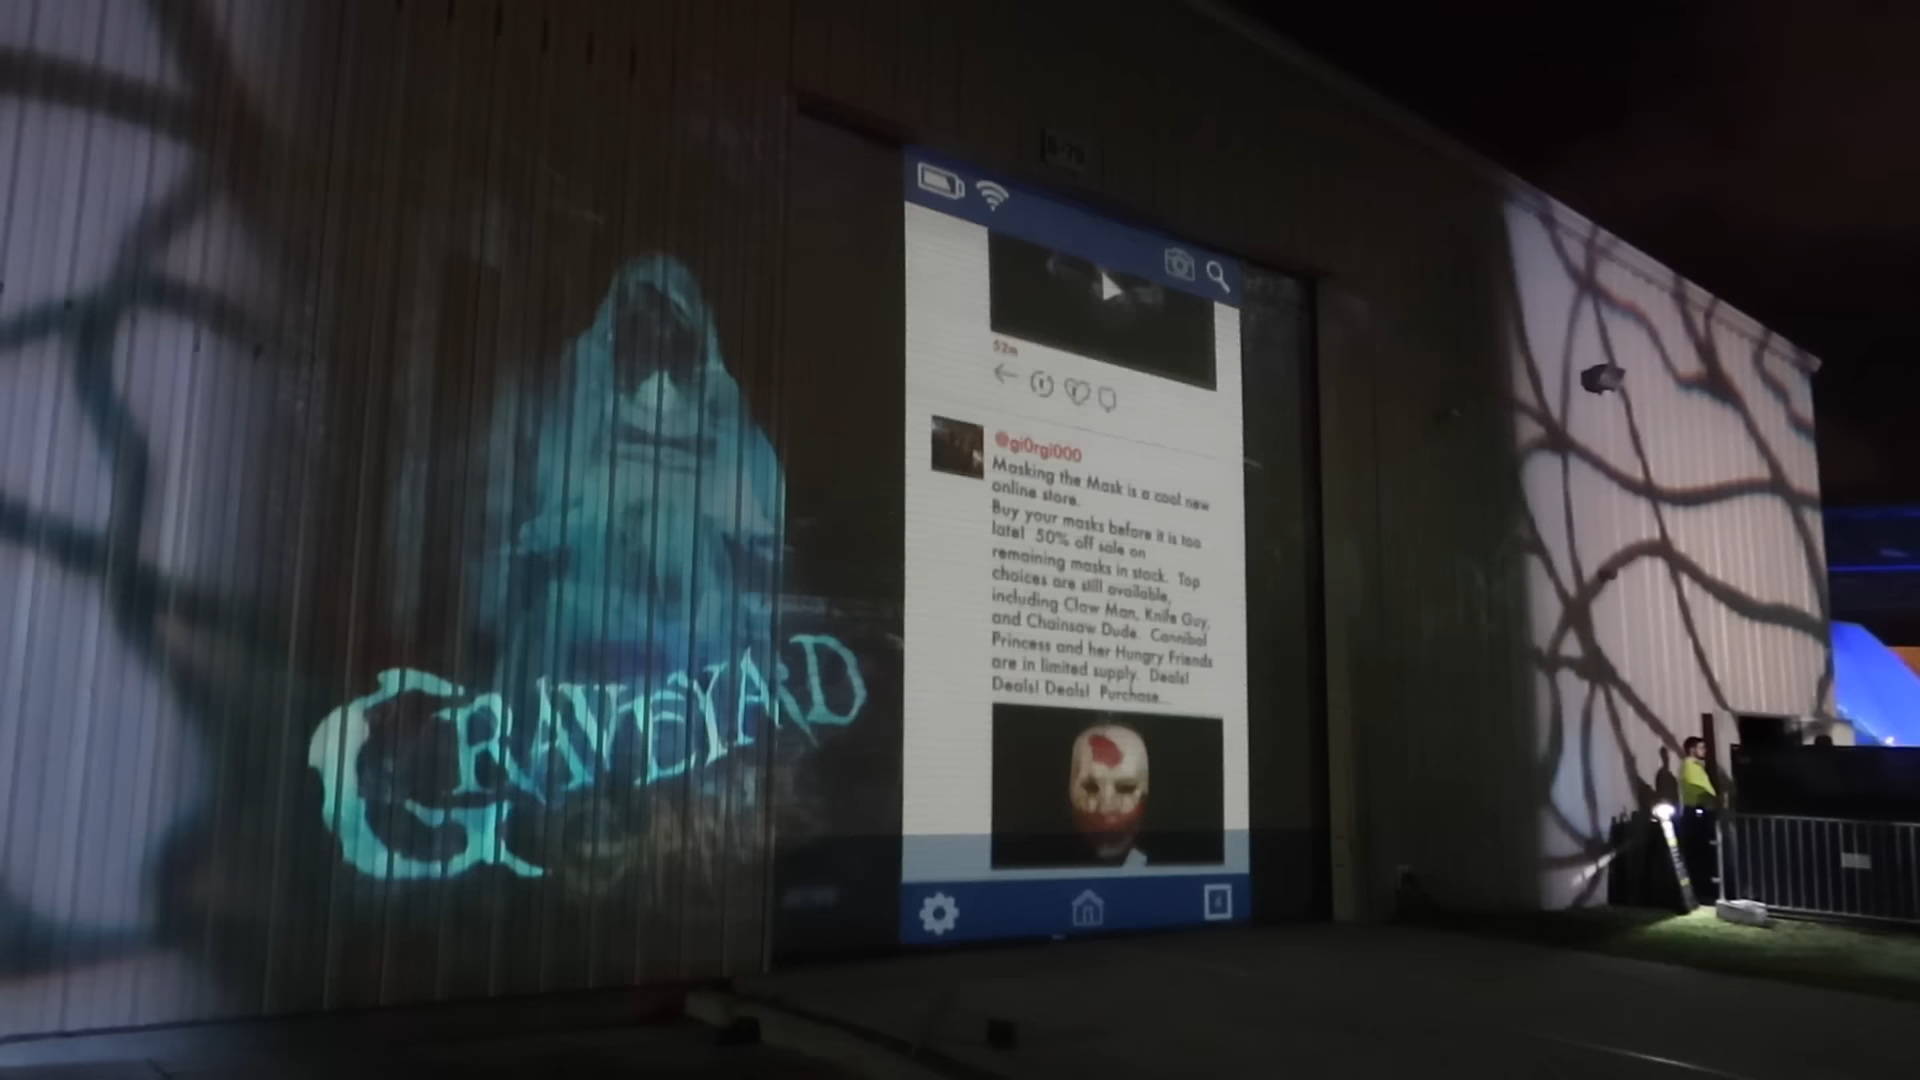 B-79
GRAVEYARD
52m
@gi0rgi000
Masking the Mask is a cool new
online store.
Buy your masks before it is too
late! 50% off sale on
remaining masks in stock. Top
choices are still available,
including Claw Man, Knife Guy,
and Chainsaw Dude. Cannibal
Princess and her Hungry Friends
are in limited supply. Deals!
Deals! Deals! Purchase...